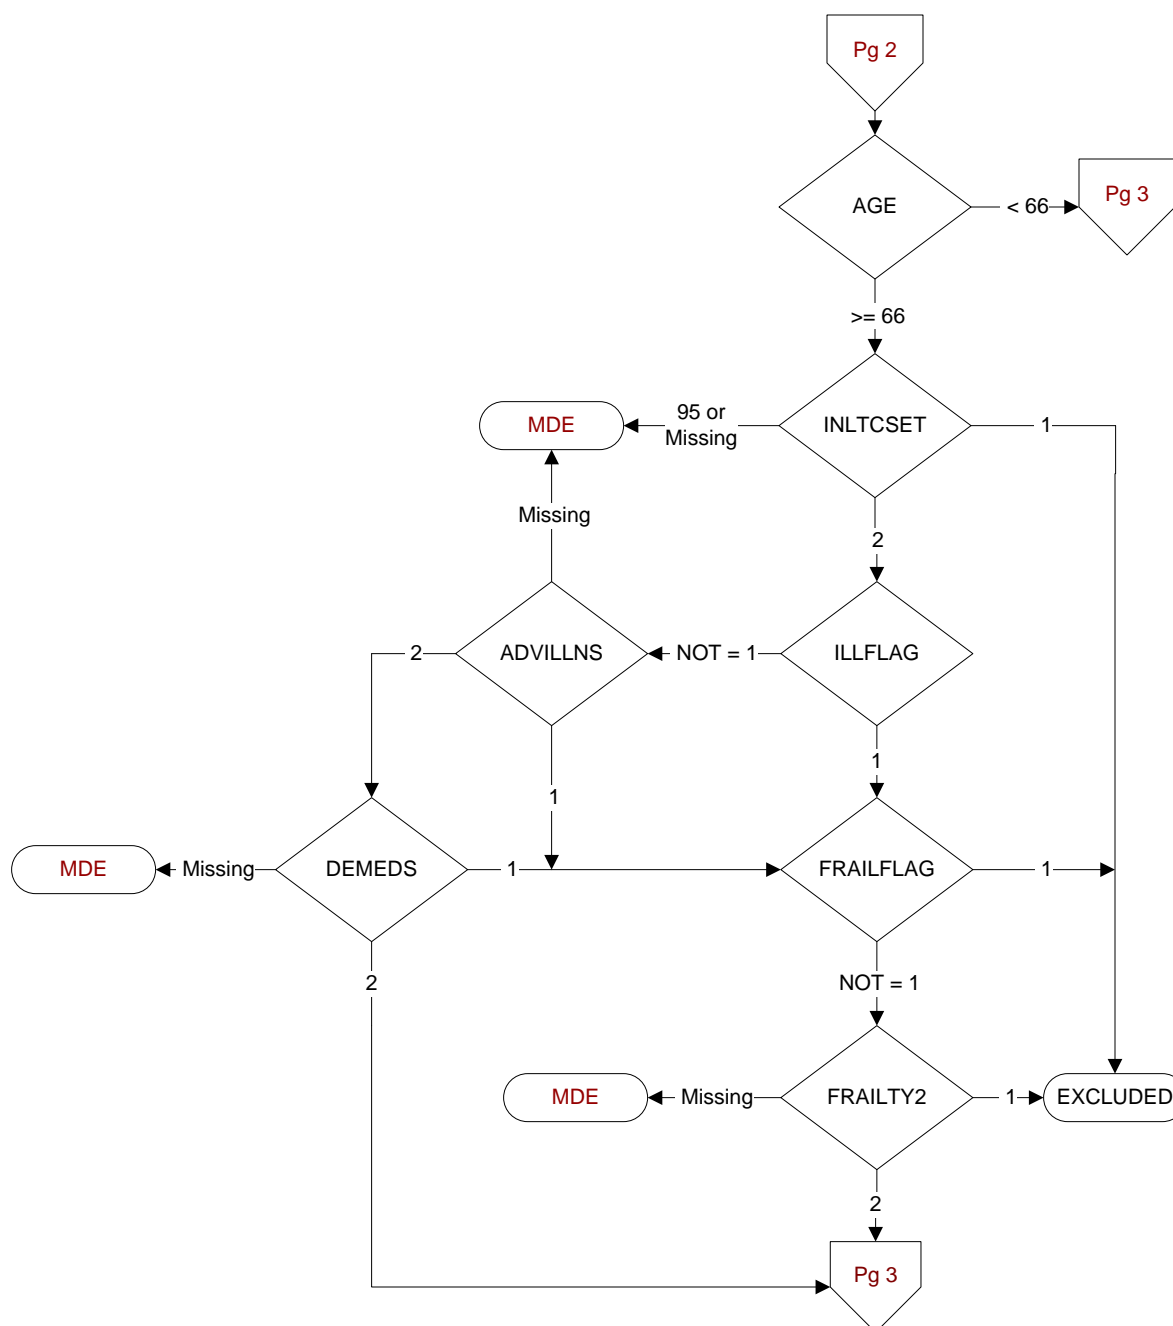 Pg 2
AGE
< 66
Pg 3
>= 66
MDE
95 or
Missing
INLTCSET
1
Missing
2
2
ADVILLNS
NOT = 1
ILLFLAG
1
1
MDE
Missing
DEMEDS
1
FRAILFLAG
1
2
NOT = 1
MDE
Missing
FRAILTY2
1
EXCLUDED
2
Pg 3